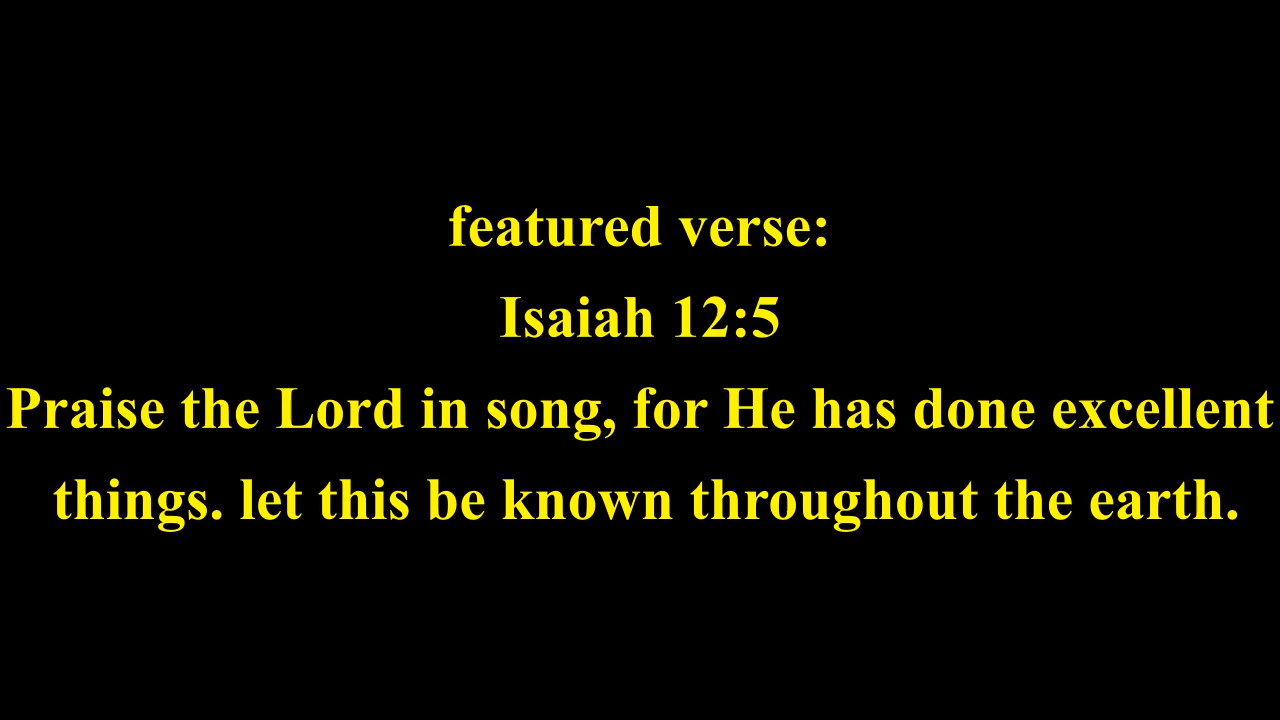 featured verse:
Isaiah 12:5
Praise the Lord in song, for He has done excellent
things. let this be known throughout the earth.